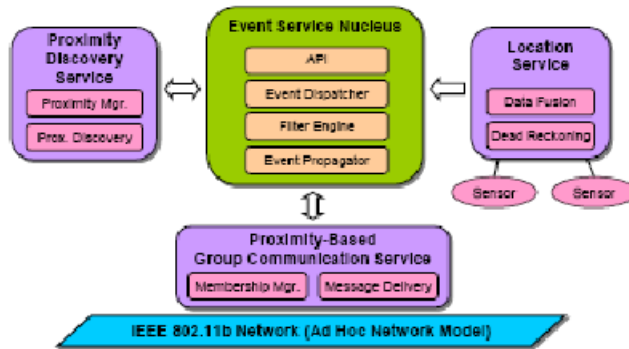 Proximity
Discovery
Service
Proximity Mgr.
Prox. Discovery
Event Service Nucleus
API
Event Dispatcher
Filter Engine
Event Propagator
Location
Service
Data Fusion
Dead Reckoning
Sensor
Sensor
Proximity-Based
Group Communication Service
Membership Mgr.
Message Delivery
IEEE 802.11b Network (Ad Hoc Network Model)